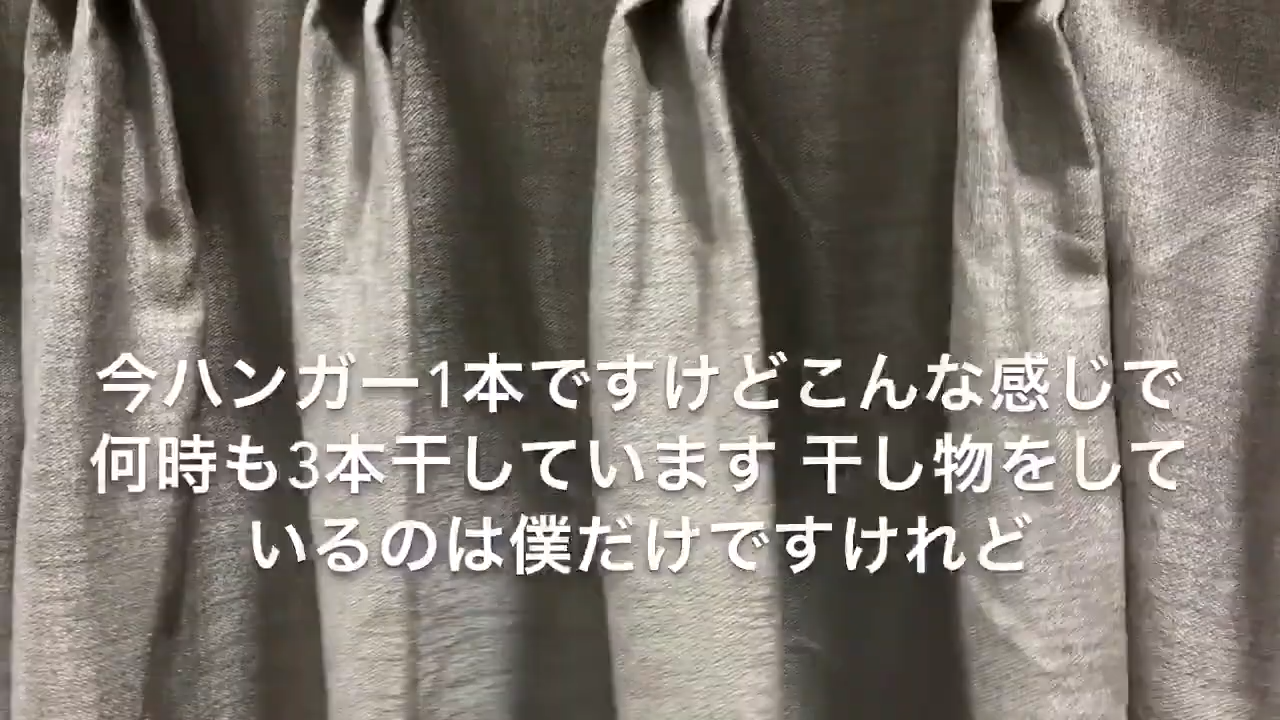 今ハンガー1本ですけどこんな感じで
何時も3本干しています 干し物をして
いるのは僕だけですけれど